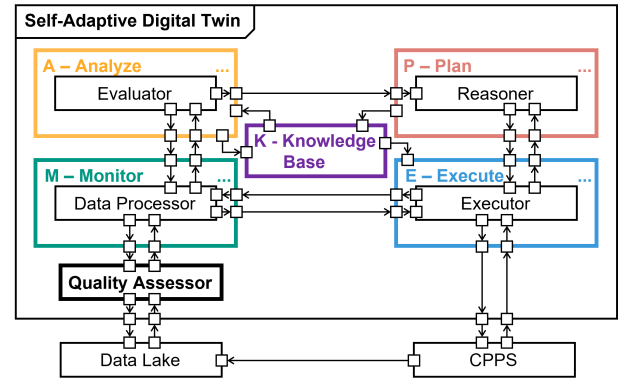 Self-Adaptive Digital Twin
A – Analyze ...
Evaluator
P – Plan ...
Reasoner
K - Knowledge
Base
M – Monitor ...
Data Processor
E – Execute ...
Executor
Quality Assessor
Data Lake
CPPS